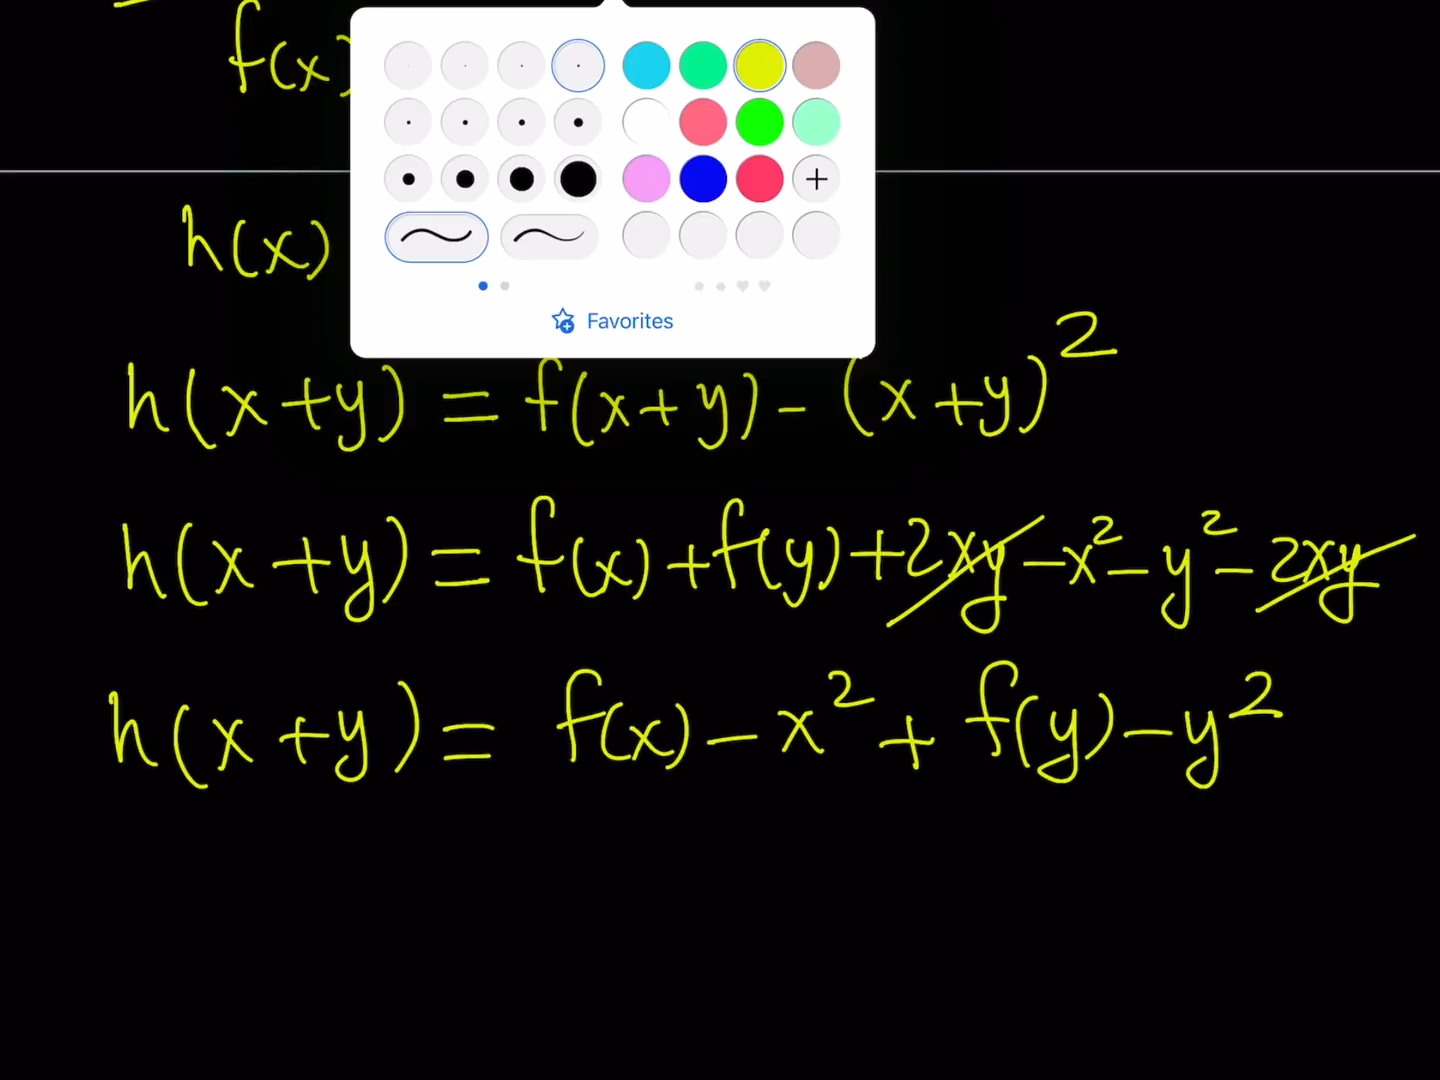 f(x)
h(x)
Favorites
h(x+y) = f(x+y) - (x+y)²
h(x+y) = f(x) + f(y) + 2xy - x² - y² - 2xy
h(x+y) = f(x) - x² + f(y) - y²